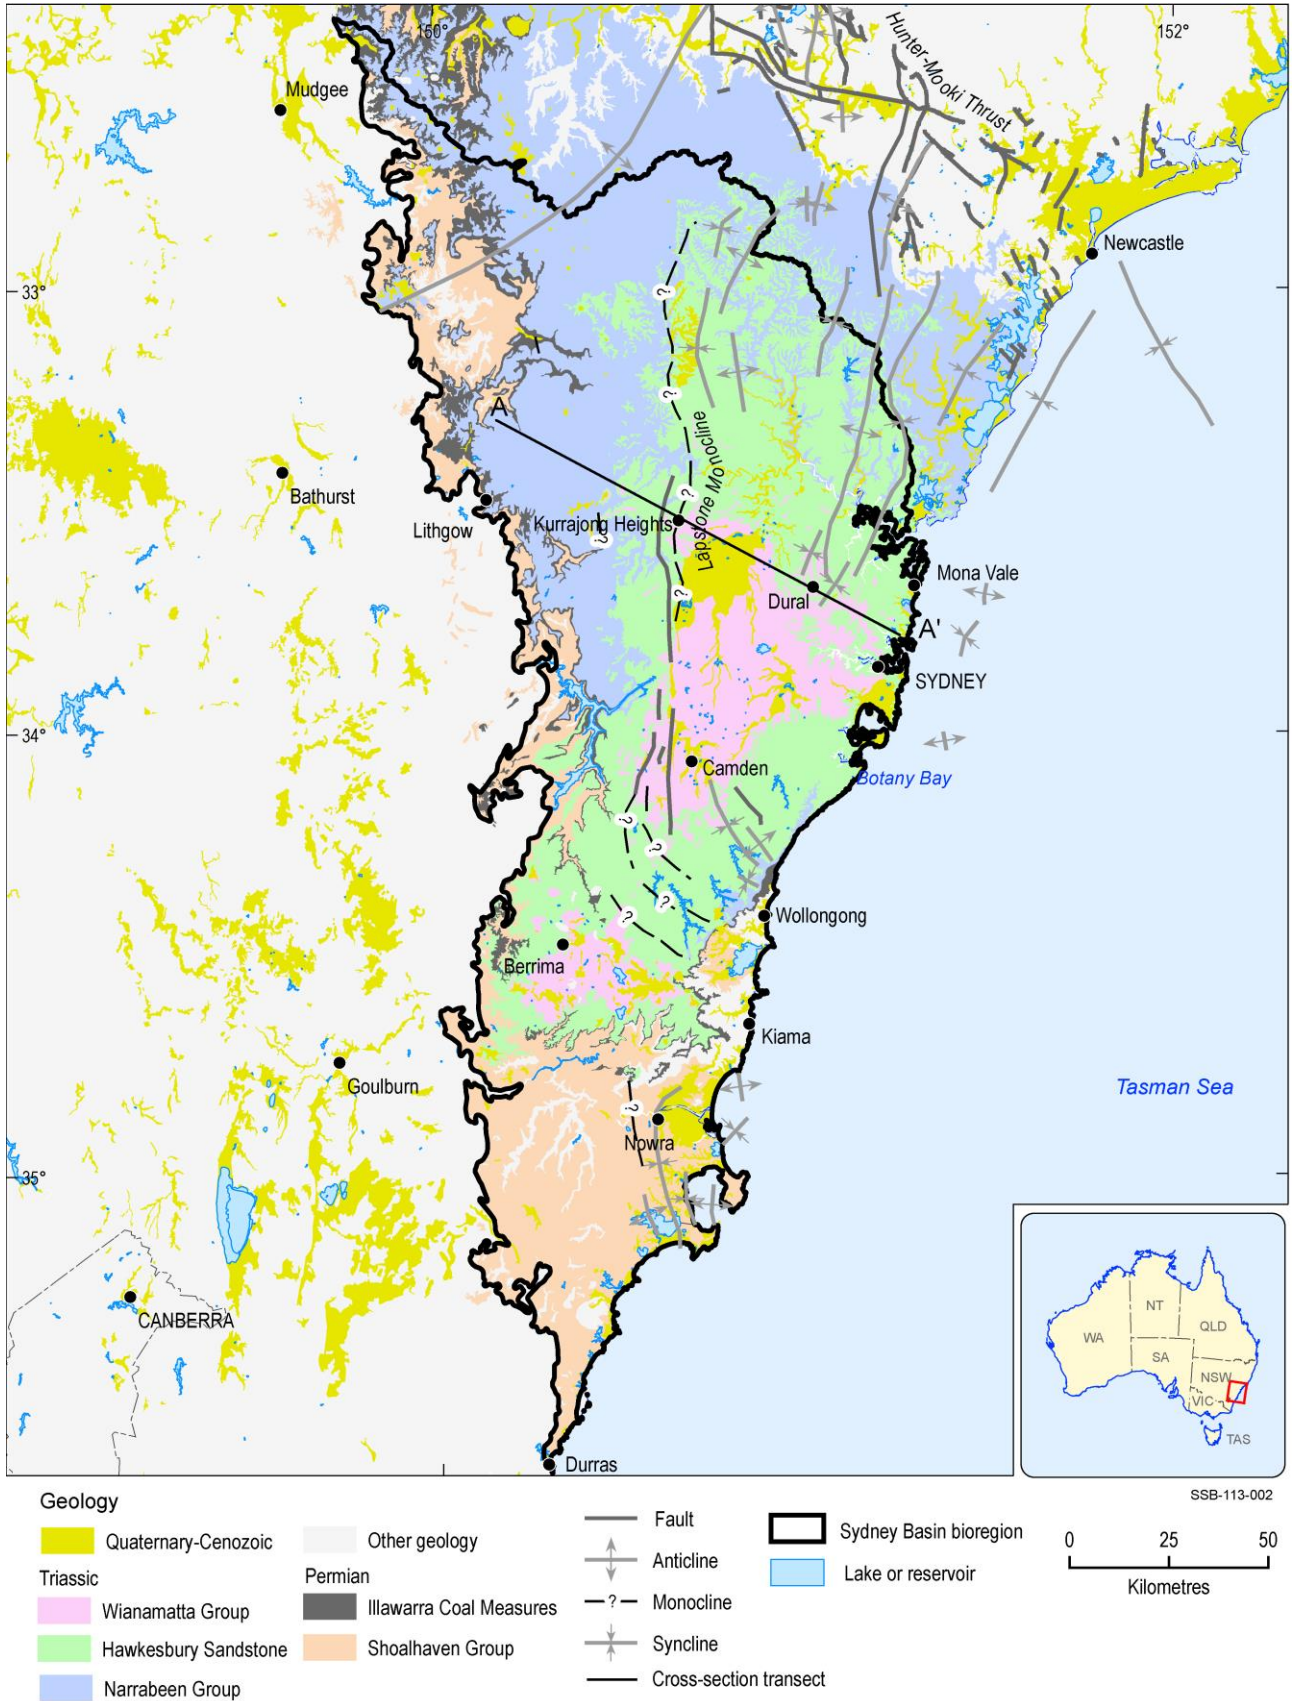 150°
152°
Hunter-Mooki Thrust
Mudgee
Newcastle
33°
?
?
A
Lapstone Monocline
Bathurst
?
Lithgow
Kurrajong Heights
?
Mona Vale
?
Dural
A'
SYDNEY
34°
Camden
Botany Bay
?
?
?
?
Wollongong
Berrima
Kiama
Goulburn
Tasman Sea
?
Nowra
35°
CANBERRA
NT
QLD
WA
SA
NSW
VIC
TAS
Durras
SSB-113-002
Geology
Quaternary-Cenozoic
Triassic
Wianamatta Group
Hawkesbury Sandstone
Narrabeen Group
Other geology
Permian
Illawarra Coal Measures
Shoalhaven Group
Fault
Anticline
? Monocline
Syncline
Cross-section transect
Sydney Basin bioregion
Lake or reservoir
0 25 50
Kilometres